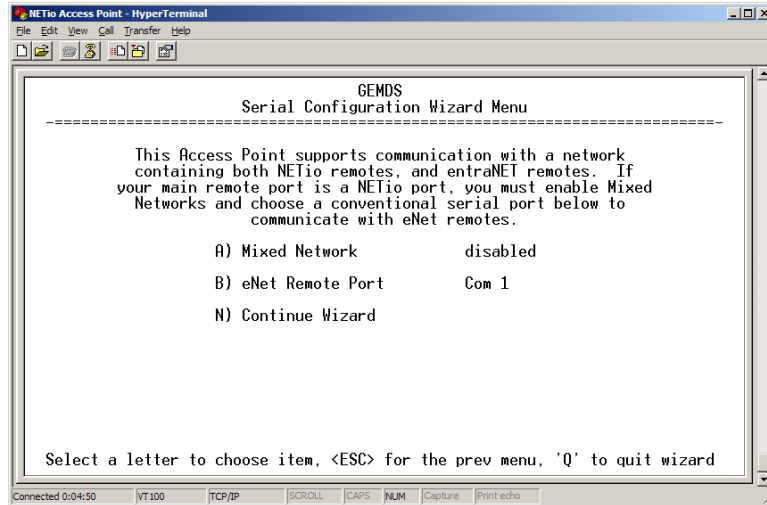 NETio Access Point - HyperTerminal
File Edit View Call Transfer Help
GEMDS
Serial Configuration Wizard Menu
-==========================================================================-
This Access Point supports communication with a network
containing both NETio remotes, and entraNET remotes. If
your main remote port is a NETio port, you must enable Mixed
Networks and choose a conventional serial port below to
communicate with eNet remotes.
A) Mixed Network disabled
B) eNet Remote Port Com 1
N) Continue Wizard
Select a letter to choose item, <ESC> for the prev menu, 'Q' to quit wizard
Connected 0:04:50 VT100 TCP/IP SCROLL CAPS NUM Capture Print echo